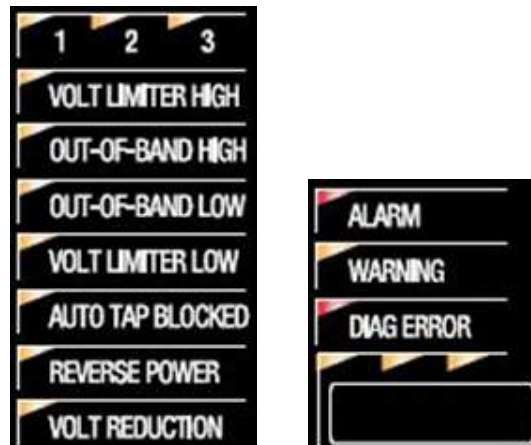 1 2 3
VOLT LIMITER HIGH
OUT-OF-BAND HIGH
OUT-OF-BAND LOW
VOLT LIMITER LOW
AUTO TAP BLOCKED
REVERSE POWER
VOLT REDUCTION
ALARM
WARNING
DIAG ERROR